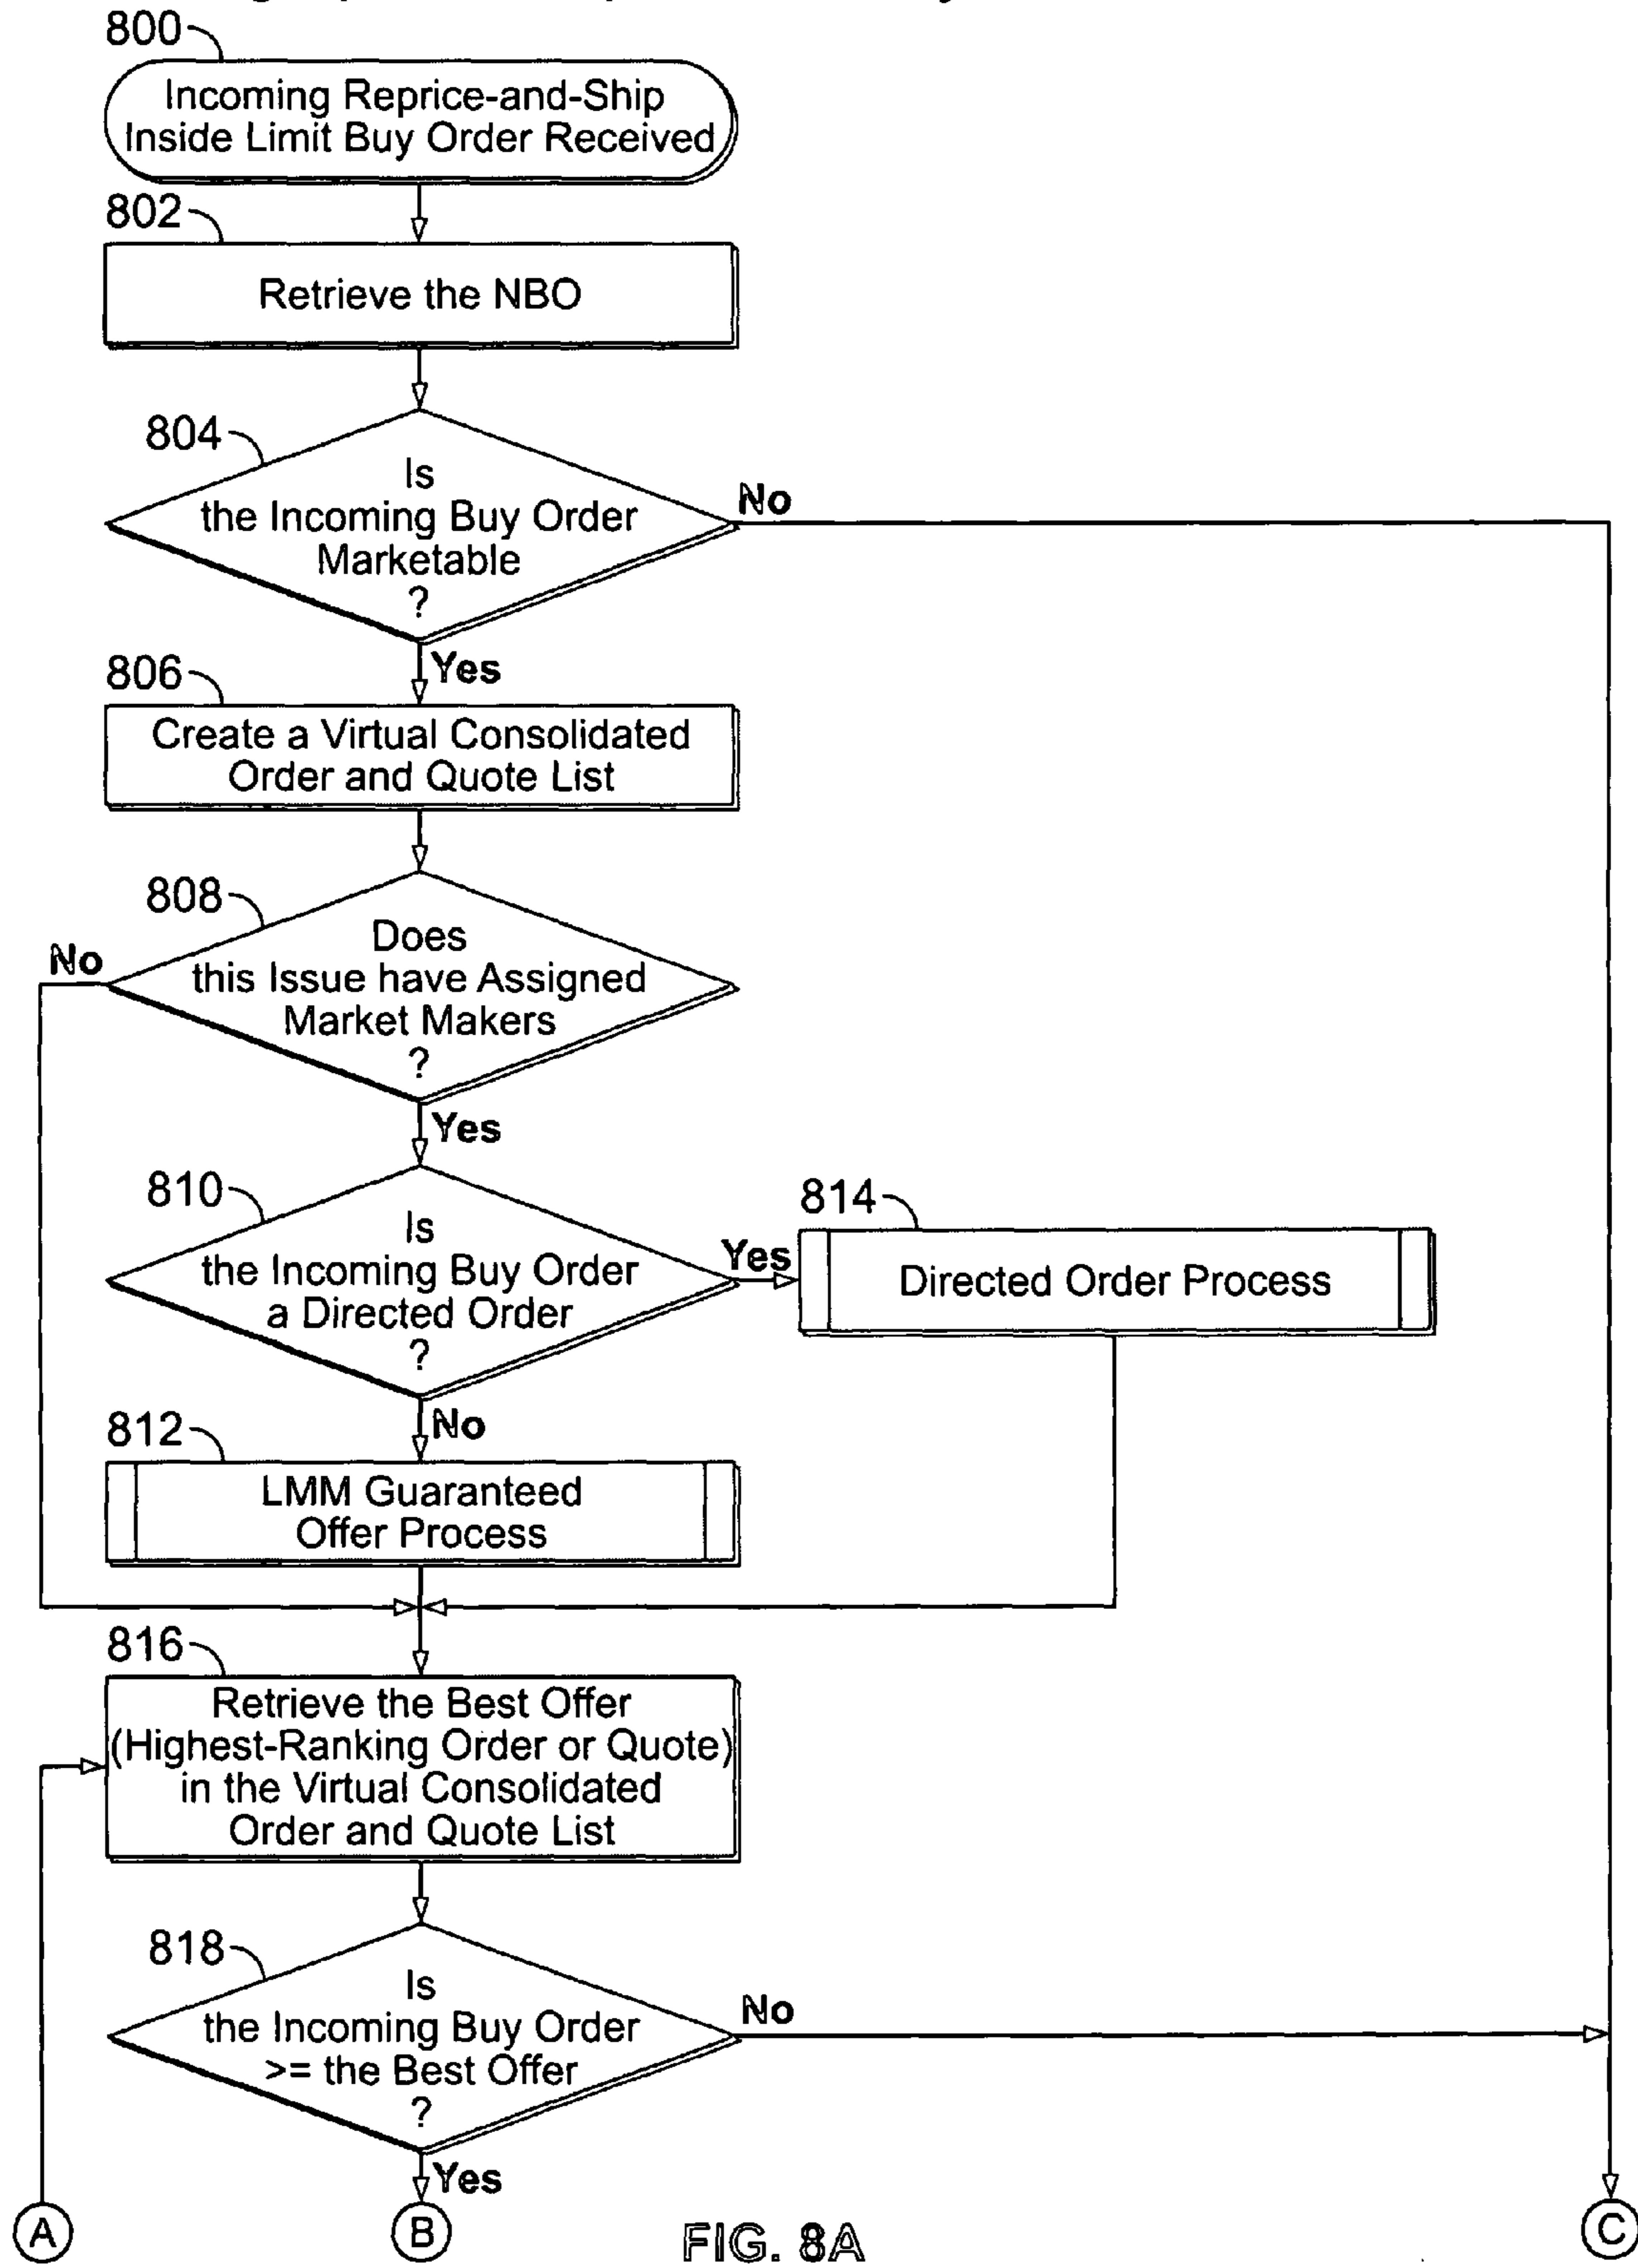 800
Incoming Reprice-and-Ship
Inside Limit Buy Order Received
802
Retrieve the NBO
804
Is
the Incoming Buy Order
Marketable
?
No
Yes
806
Create a Virtual Consolidated
Order and Quote List
808
Does
this Issue have Assigned
Market Makers
?
No
Yes
810
Is
the Incoming Buy Order
a Directed Order
?
Yes
814
Directed Order Process
No
812
LMM Guaranteed
Offer Process
816
Retrieve the Best Offer
(Highest-Ranking Order or Quote)
in the Virtual Consolidated
Order and Quote List
818
Is
the Incoming Buy Order
>= the Best Offer
?
No
Yes
A
B
C
FIG. 8A